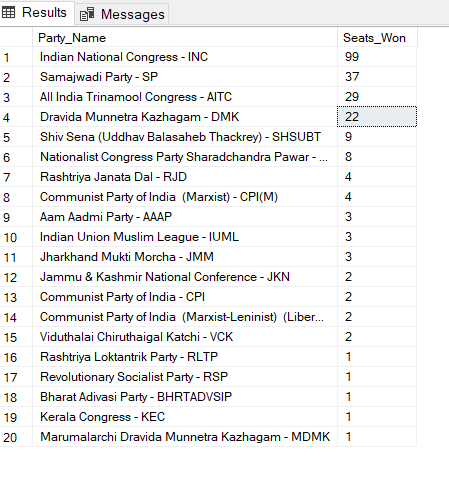 Results Messages
Party_Name Seats_Won
1 Indian National Congress - INC 99
2 Samajwadi Party - SP 37
3 All India Trinamool Congress - AITC 29
4 Dravida Munnetra Kazhagam - DMK 22
5 Shiv Sena (Uddhav Balasaheb Thackrey) - SHSUBT 9
6 Nationalist Congress Party Sharadchandra Pawar - ... 8
7 Rashtriya Janata Dal - RJD 4
8 Communist Party of India (Marxist) - CPI(M) 4
9 Aam Aadmi Party - AAAP 3
10 Indian Union Muslim League - IUML 3
11 Jharkhand Mukti Morcha - JMM 3
12 Jammu & Kashmir National Conference - JKN 2
13 Communist Party of India - CPI 2
14 Communist Party of India (Marxist-Leninist) (Liber... 2
15 Viduthalai Chiruthaigal Katchi - VCK 2
16 Rashtriya Loktantrik Party - RLTP 1
17 Revolutionary Socialist Party - RSP 1
18 Bharat Adivasi Party - BHRTADVSIP 1
19 Kerala Congress - KEC 1
20 Marumalarchi Dravida Munnetra Kazhagam - MDMK 1